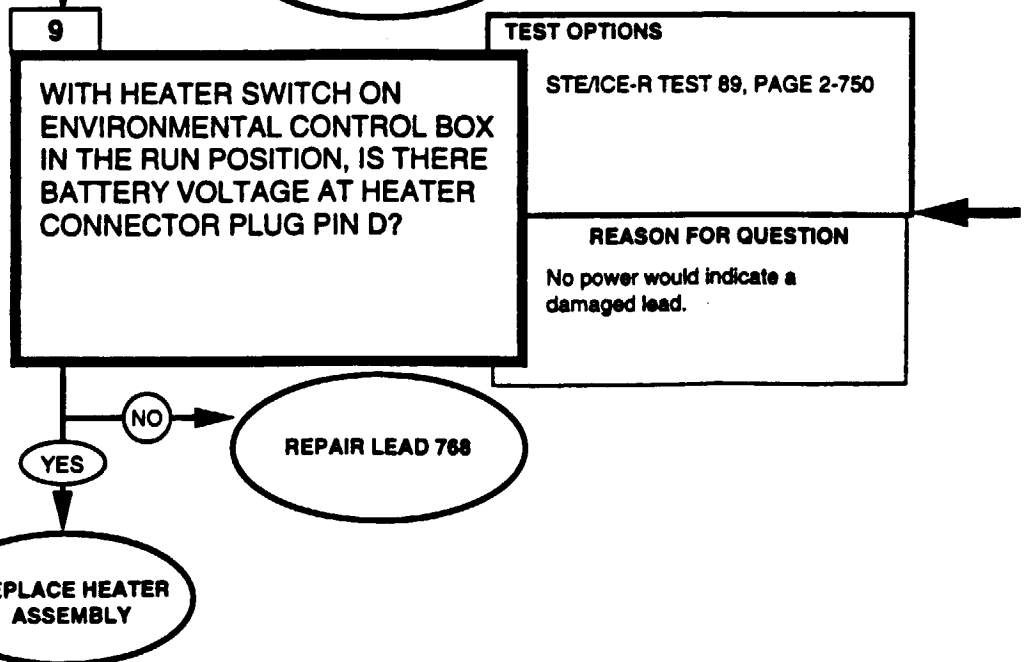 9
WITH HEATER SWITCH ON
ENVIRONMENTAL CONTROL BOX
IN THE RUN POSITION, IS THERE
BATTERY VOLTAGE AT HEATER
CONNECTOR PLUG PIN D?
TEST OPTIONS
STE/ICE-R TEST 89, PAGE 2-750
REASON FOR QUESTION
No power would indicate a
damaged lead.
NO
REPAIR LEAD 768
YES
EPLACE HEATER
ASSEMBLY